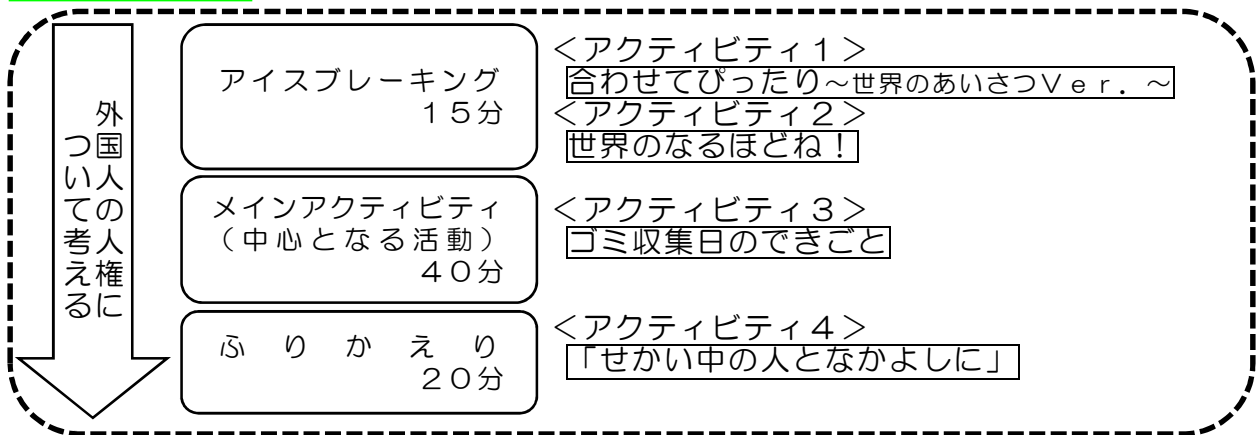 外国人の人権に
ついて考える
アイスブレーキング
１５分
＜アクティビティ１＞
合わせてぴったり～世界のあいさつＶｅｒ．～
＜アクティビティ２＞
世界のなるほどね！
メインアクティビティ
（中心となる活動）
４０分
＜アクティビティ３＞
ゴミ収集日のできごと
ふりかえり
２０分
＜アクティビティ４＞
「せかい中の人となかよしに」